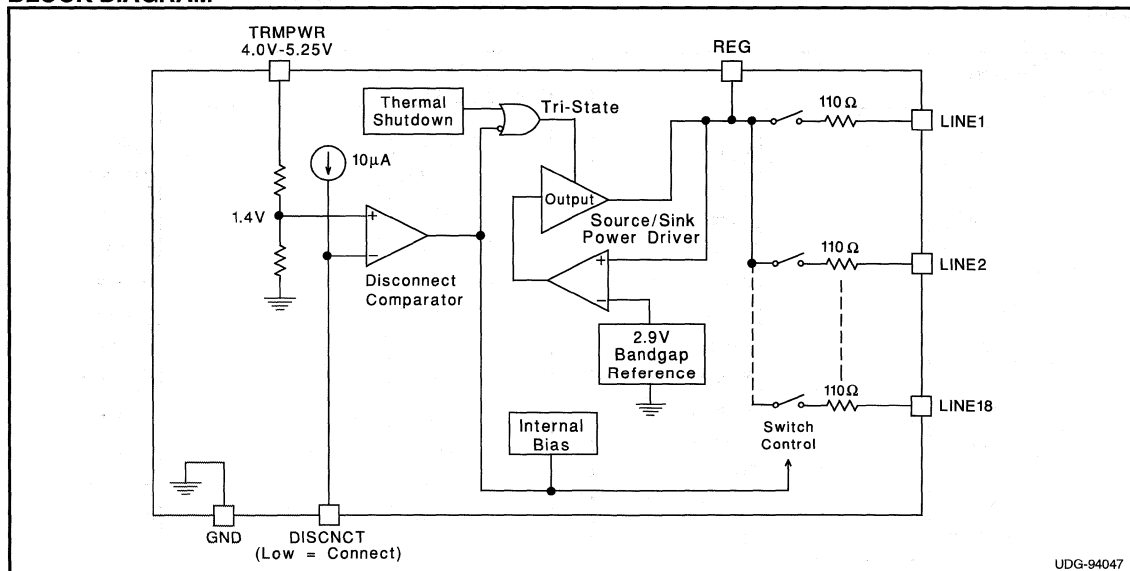 TRMPWR
4.0V-5.25V
REG
Thermal
Shutdown
Tri-State
110Ω
LINE1
10µA
1.4V
+
−
Output
Source/Sink
Power Driver
Disconnect
Comparator
+
−
110Ω
LINE2
2.9V
Bandgap
Reference
110Ω
LINE18
Switch
Control
Internal
Bias
GND
DISCNCT
(Low = Connect)
UDG-94047